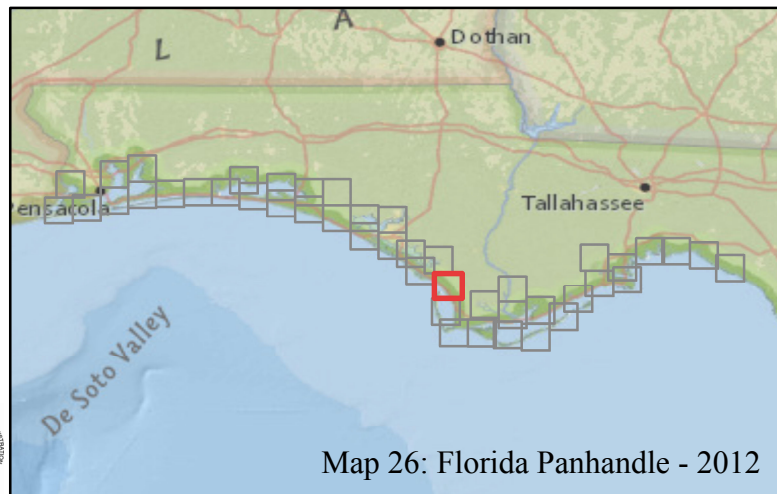 L A
Dothan
Tallahassee
Pensacola
De Soto Valley
Map 26: Florida Panhandle - 2012